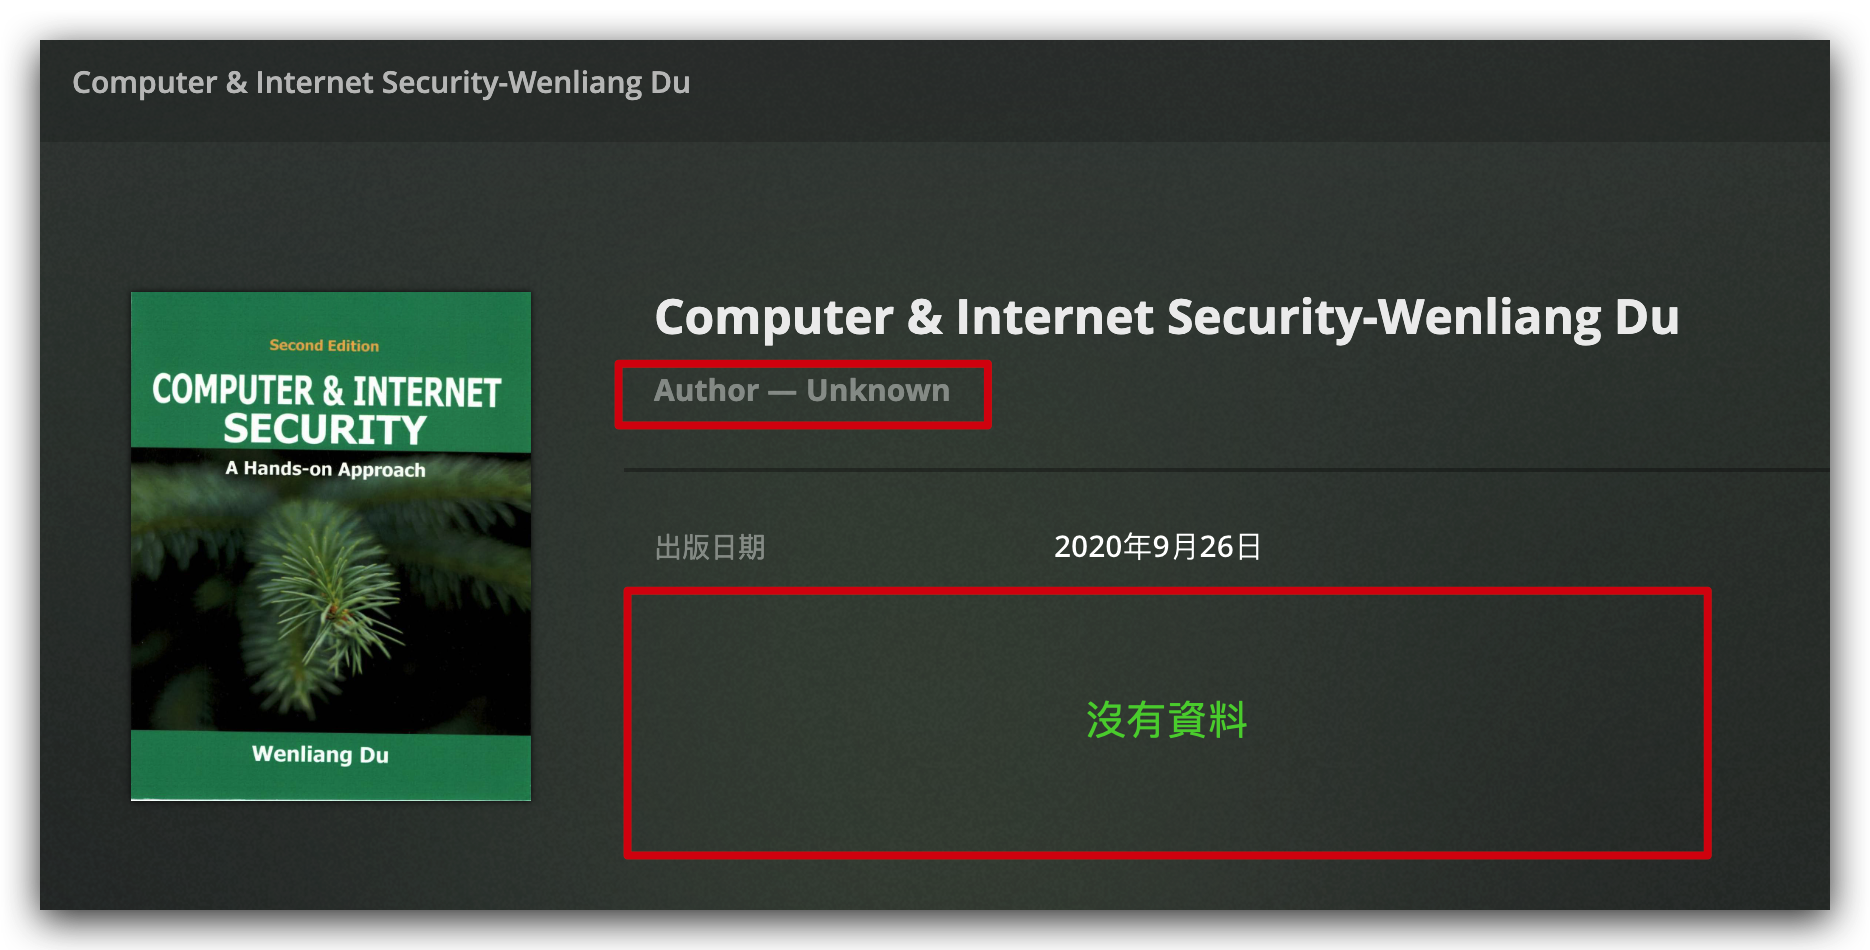 Computer & Internet Security-Wenliang Du
Second Edition
COMPUTER & INTERNET
SECURITY
A Hands-on Approach
Wenliang Du
Computer & Internet Security-Wenliang Du
Author — Unknown
出版日期 2020年9月26日
沒有資料